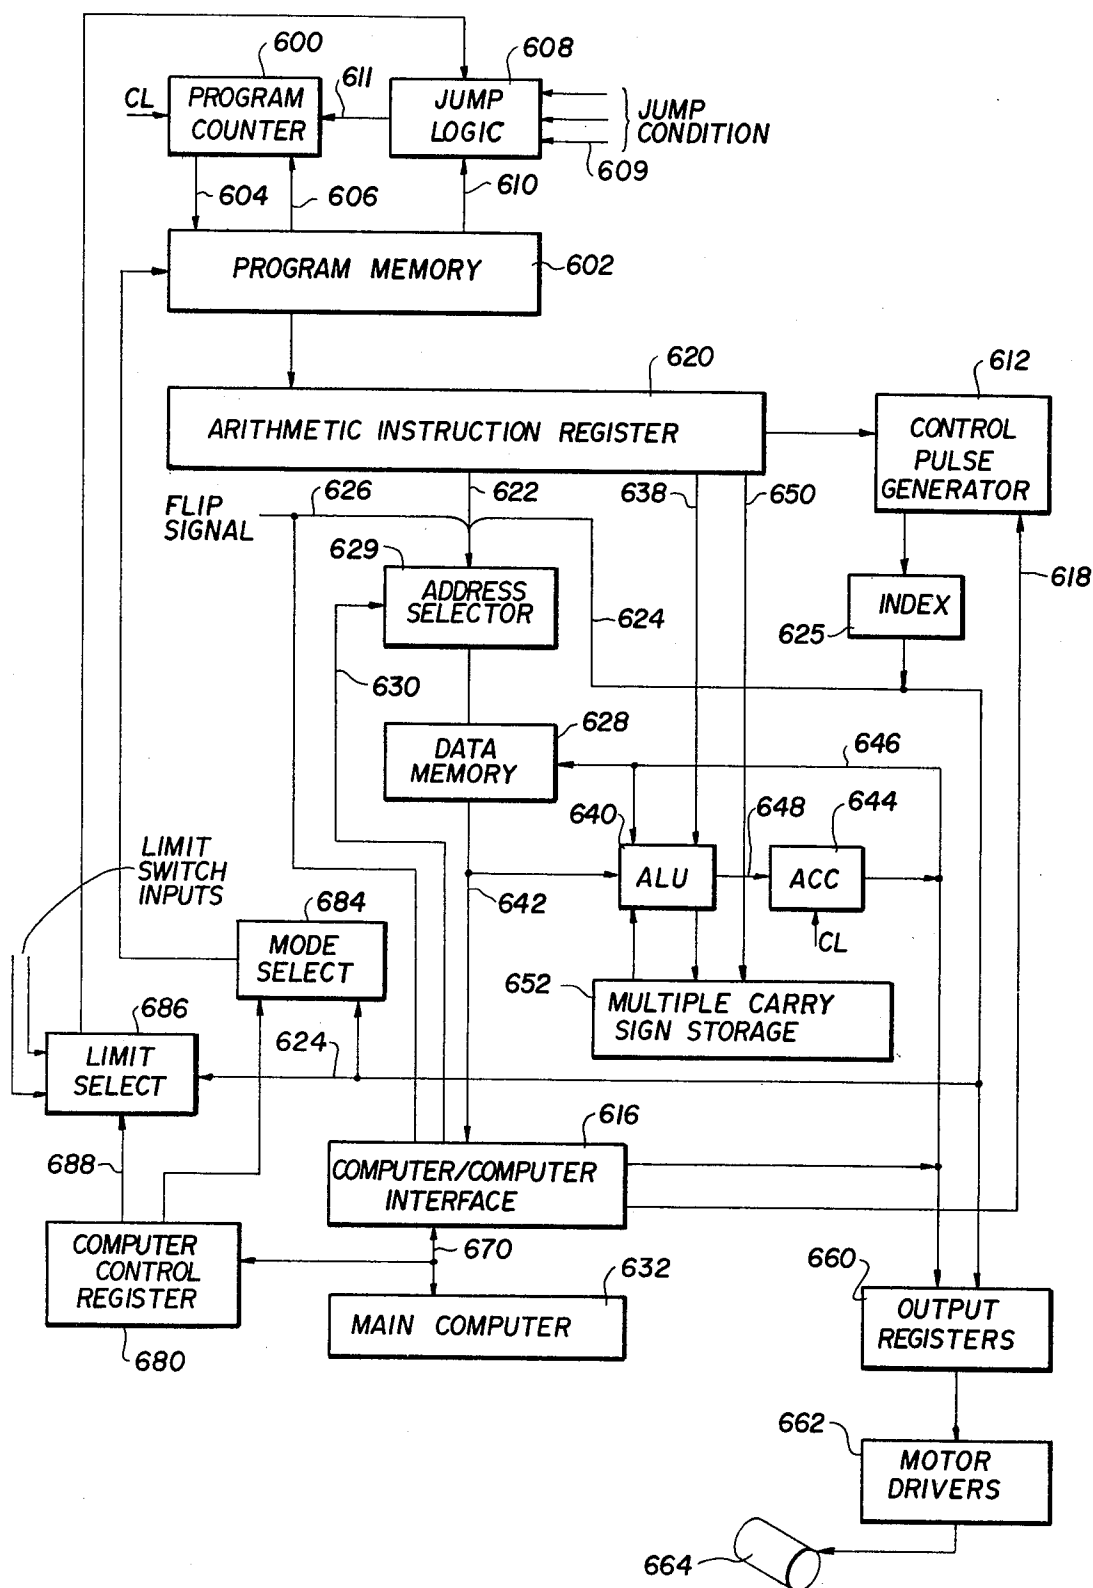 600
608
611
CL
PROGRAM
COUNTER
JUMP
LOGIC
JUMP
CONDITION
609
604
606
610
PROGRAM MEMORY
602
620
612
ARITHMETIC INSTRUCTION REGISTER
CONTROL
PULSE
GENERATOR
626
622
638
650
FLIP
SIGNAL
629
618
ADDRESS
SELECTOR
INDEX
624
625
630
628
DATA
MEMORY
646
640
648
644
LIMIT
SWITCH
INPUTS
ALU
ACC
642
684
CL
MODE
SELECT
652
MULTIPLE CARRY
SIGN STORAGE
686
624
LIMIT
SELECT
616
688
COMPUTER/COMPUTER
INTERFACE
COMPUTER
CONTROL
REGISTER
670
632
660
MAIN COMPUTER
OUTPUT
REGISTERS
680
662
MOTOR
DRIVERS
664